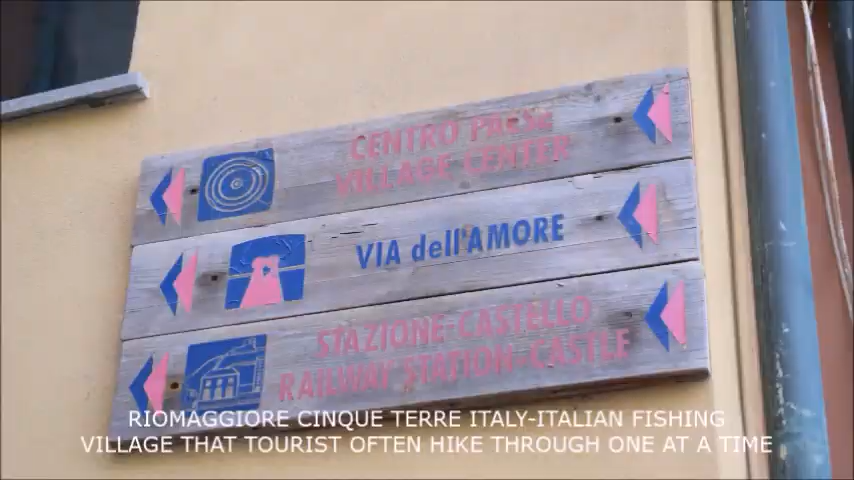 CENTRO PAESE
VILLAGE CENTER
VIA dell'AMORE
STAZIONE-CASTELLO
RAILWAY STATION-CASTLE
RIOMAGGIORE CINQUE TERRE ITALY-ITALIAN FISHING
VILLAGE THAT TOURIST OFTEN HIKE THROUGH ONE AT A TIME